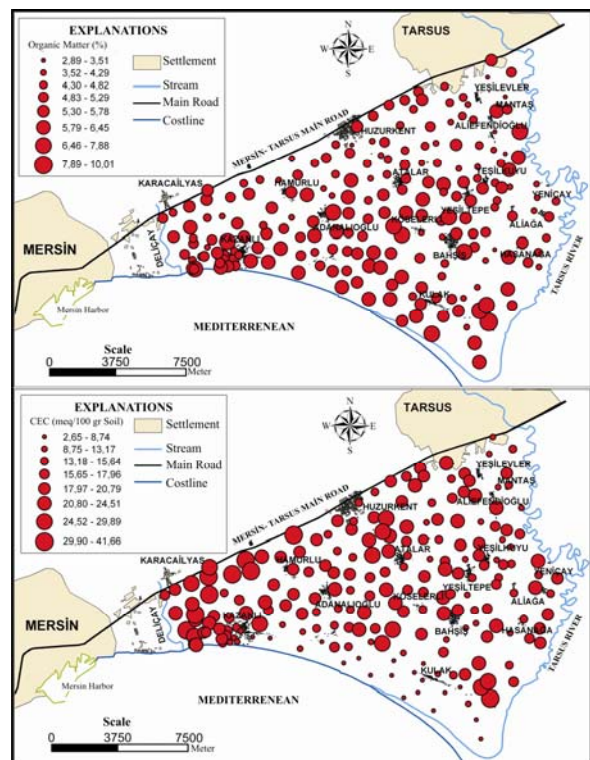 EXPLANATIONS
Organic Matter (%)
2,89 - 3,51
3,52 - 4,29
4,30 - 4,82
4,83 - 5,29
5,30 - 5,78
5,79 - 6,45
6,46 - 7,88
7,89 - 10,01
Settlement
Stream
Main Road
Costline
N
W
E
S
TARSUS
YEŞİLEVLER
MANTAŞ
ALİEFENDİOĞLU
HUZURKENT
MERSİN- TARSUS MAIN ROAD
YEŞİLKUYU
ATALAR
KARACAİLYAS
HAMURLU
YENİÇAY
YEŞİLTEPE
ALİAĞA
ADANALIOĞLU
KÖSELERLİ
KAZANLI
BAHŞİŞ
HASANAĞA
MERSİN
DELİÇAY
TARSUS RIVER
KULAK
Mersin Harbor
MEDITERRENEAN
Scale
0 3750 7500
Meter
EXPLANATIONS
CEC (meq/100 gr Soil)
2,65 - 8,74
8,75 - 13,17
13,18 - 15,64
15,65 - 17,96
17,97 - 20,79
20,80 - 24,51
24,52 - 29,89
29,90 - 41,66
Settlement
Stream
Main Road
Costline
N
W
E
S
TARSUS
YEŞİLEVLER
MANTAŞ
ALİEFENDİOĞLU
HUZURKENT
MERSİN- TARSUS MAIN ROAD
YEŞİLKUYU
ATALAR
KARACAİLYAS
HAMURLU
YENİÇAY
YEŞİLTEPE
ALİAĞA
ADANALIOĞLU
KÖSELERLİ
KAZANLI
BAHŞİŞ
HASANAĞA
MERSİN
DELİÇAY
TARSUS RIVER
KULAK
Mersin Harbor
MEDITERRENEAN
Scale
0 3750 7500
Meter